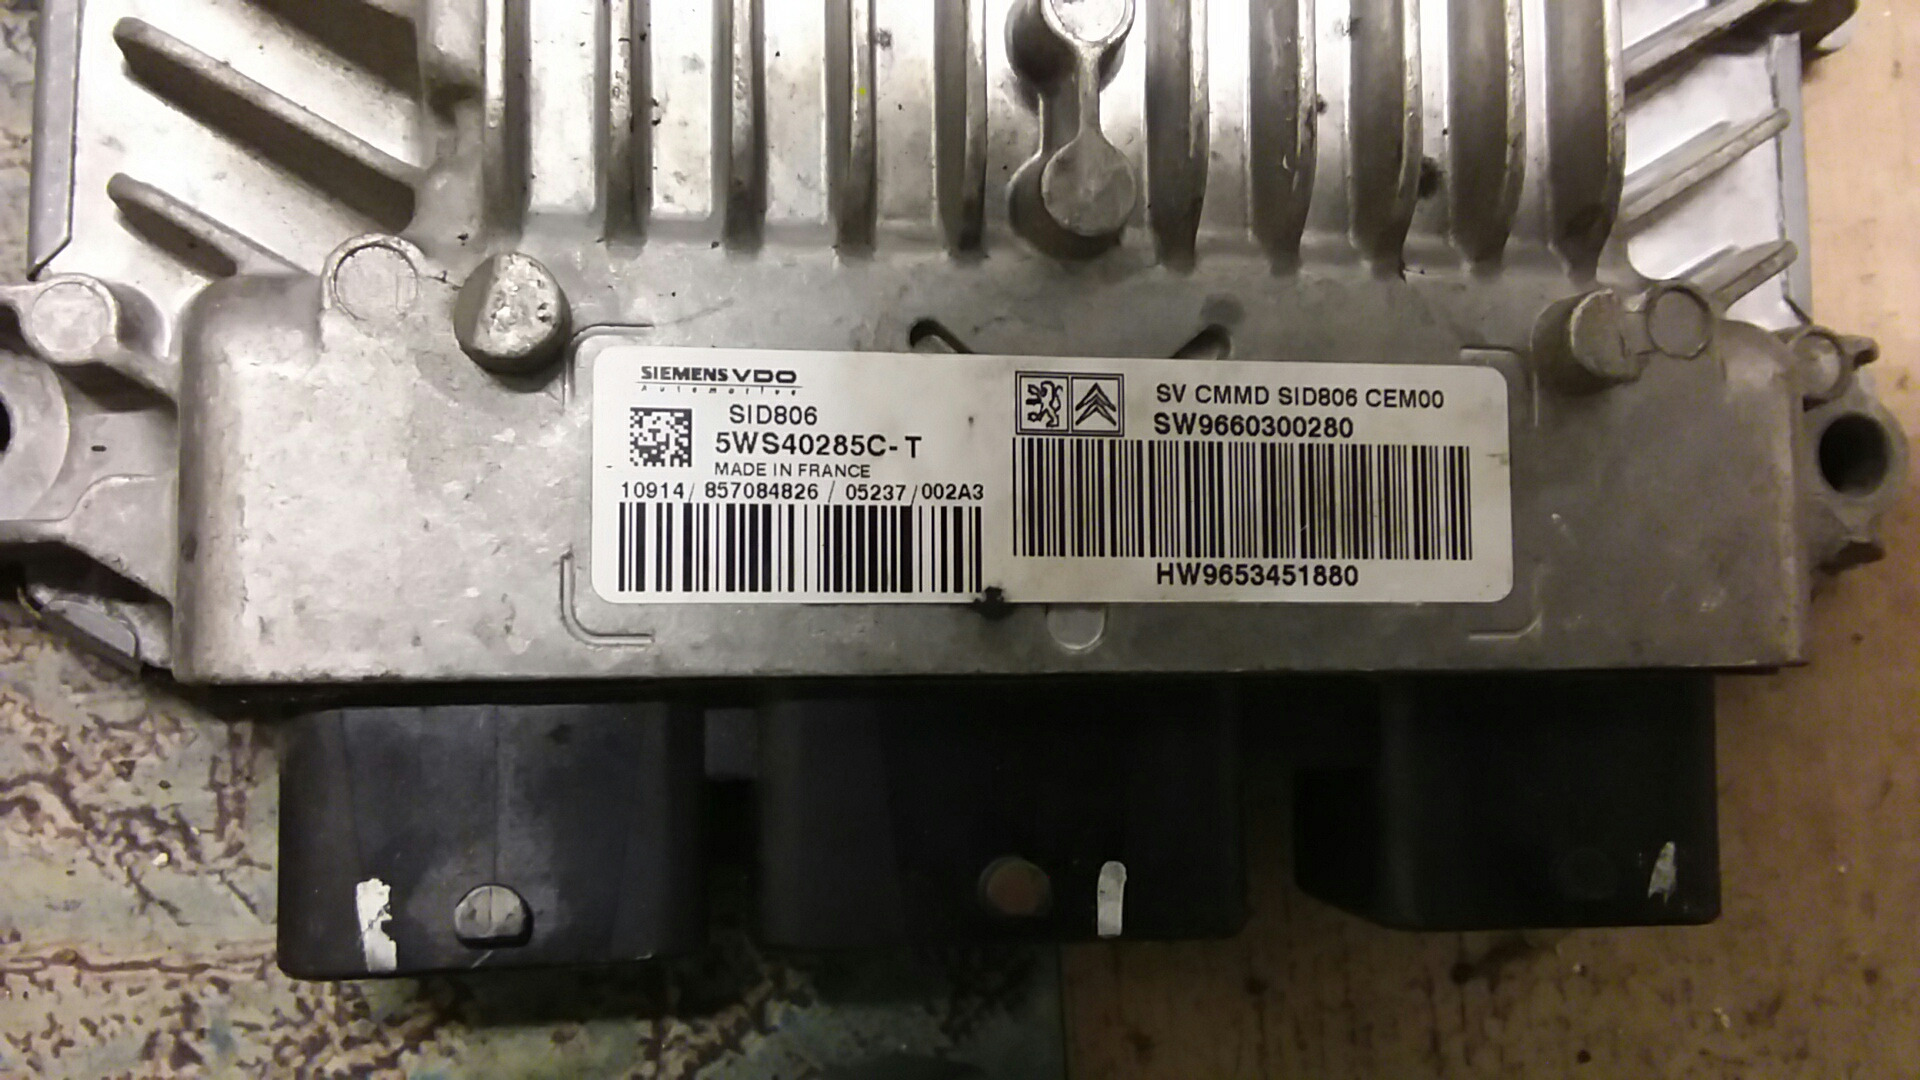 SIEMENS VDO
Automotive
SID806
5WS40285C-T
MADE IN FRANCE
10914/ 857084826 / 05237/002A3
SV CMMD SID806 CEM00
SW9660300280
HW9653451880